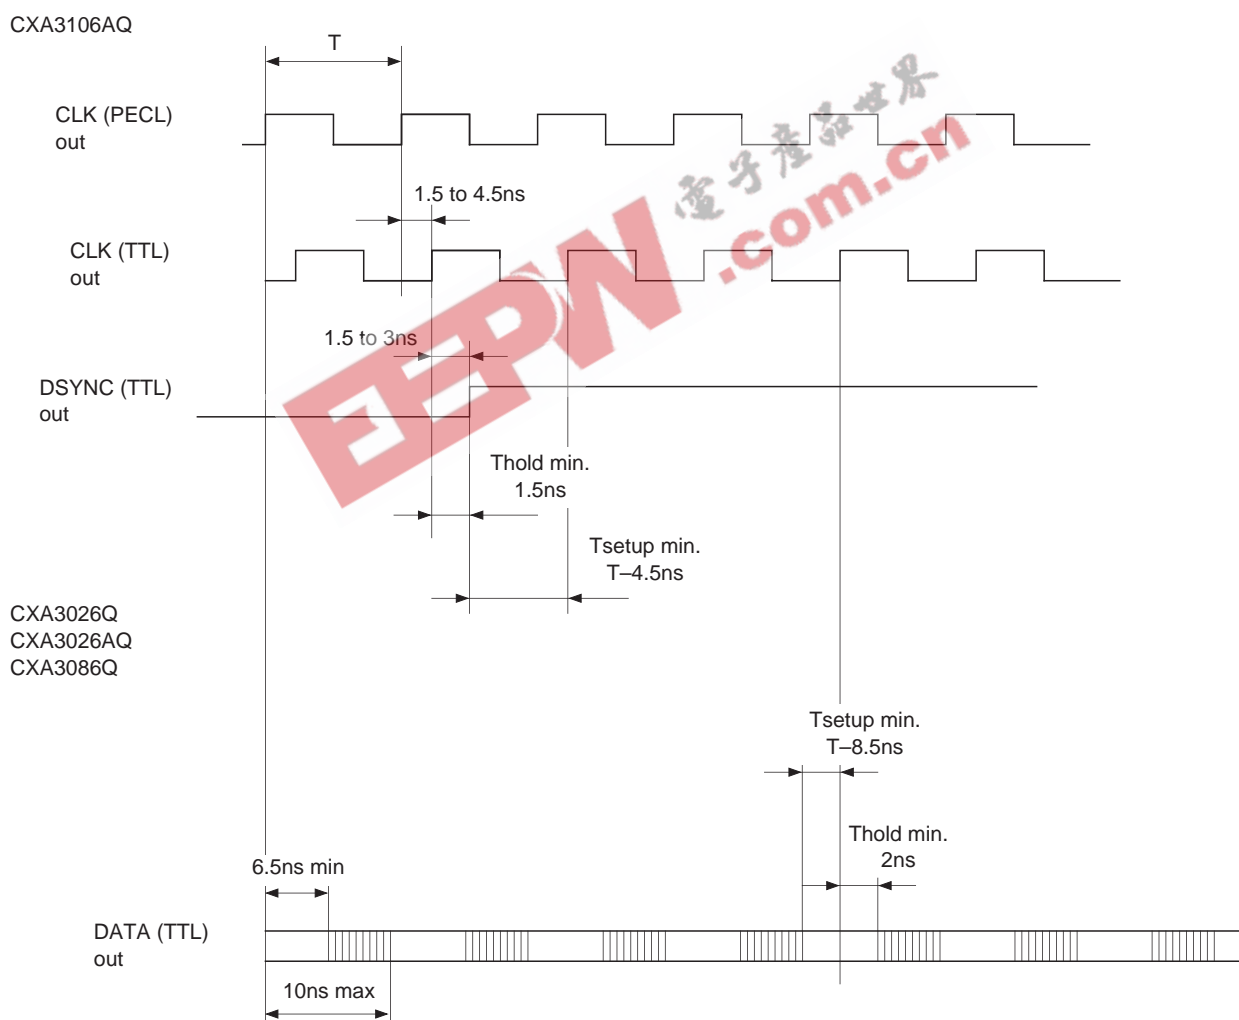 CXA3106AQ
T
CLK (PECL)
out
1.5 to 4.5ns
電子產品世界
.com.cn
CLK (TTL)
out
EEPW
1.5 to 3ns
DSYNC (TTL)
out
Thold min.
1.5ns
Tsetup min.
T–4.5ns
CXA3026Q
CXA3026AQ
CXA3086Q
Tsetup min.
T–8.5ns
Thold min.
2ns
6.5ns min
DATA (TTL)
out
10ns max